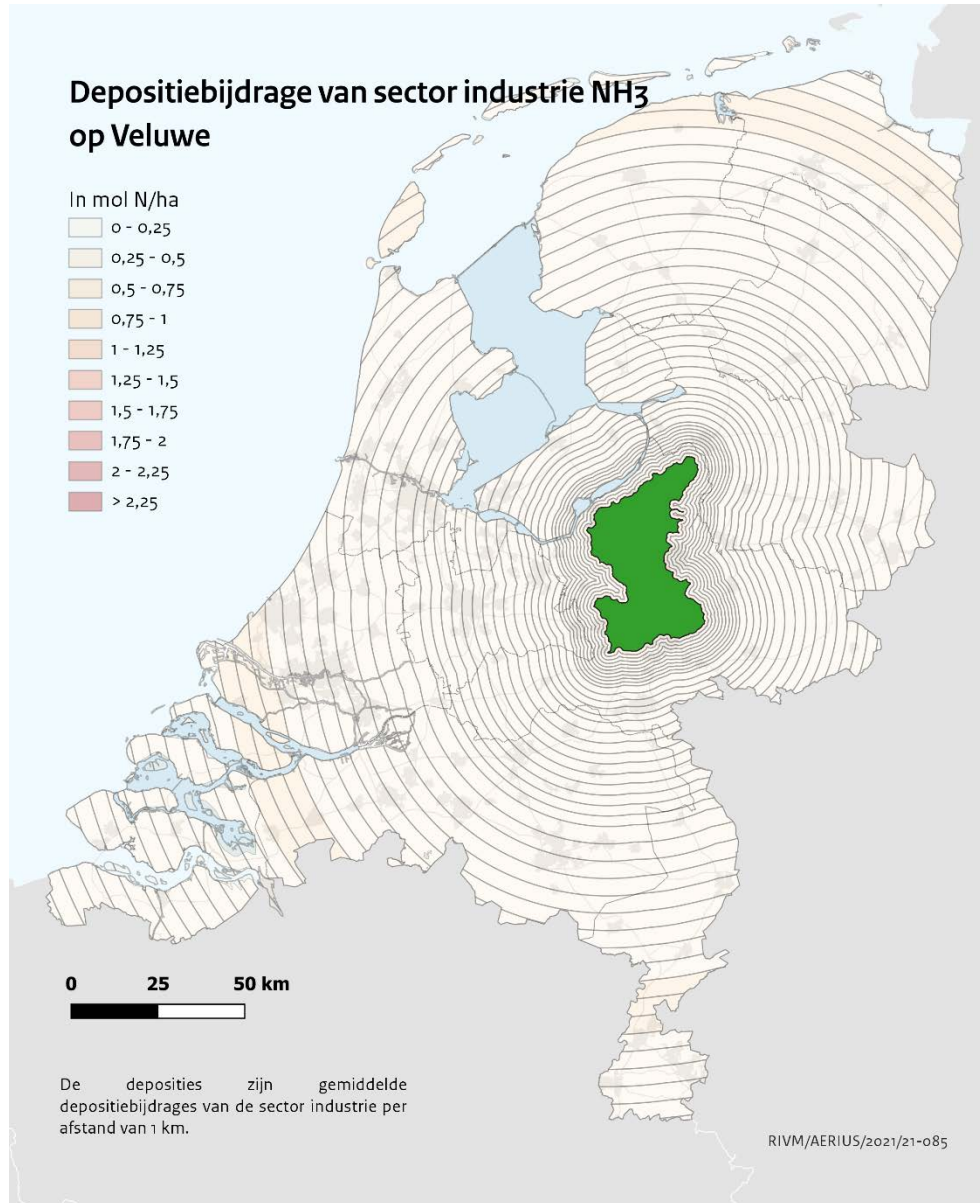 Depositiebijdrage van sector industrie NH3
op Veluwe
In mol N/ha
0 - 0,25
0,25 - 0,5
0,5 - 0,75
0,75 - 1
1 - 1,25
1,25 - 1,5
1,5 - 1,75
1,75 - 2
2 - 2,25
> 2,25
0 25 50 km
De deposities zijn gemiddelde
depositiebijdrages van de sector industrie per
afstand van 1 km.
RIVM/AERIUS/2021/21-085